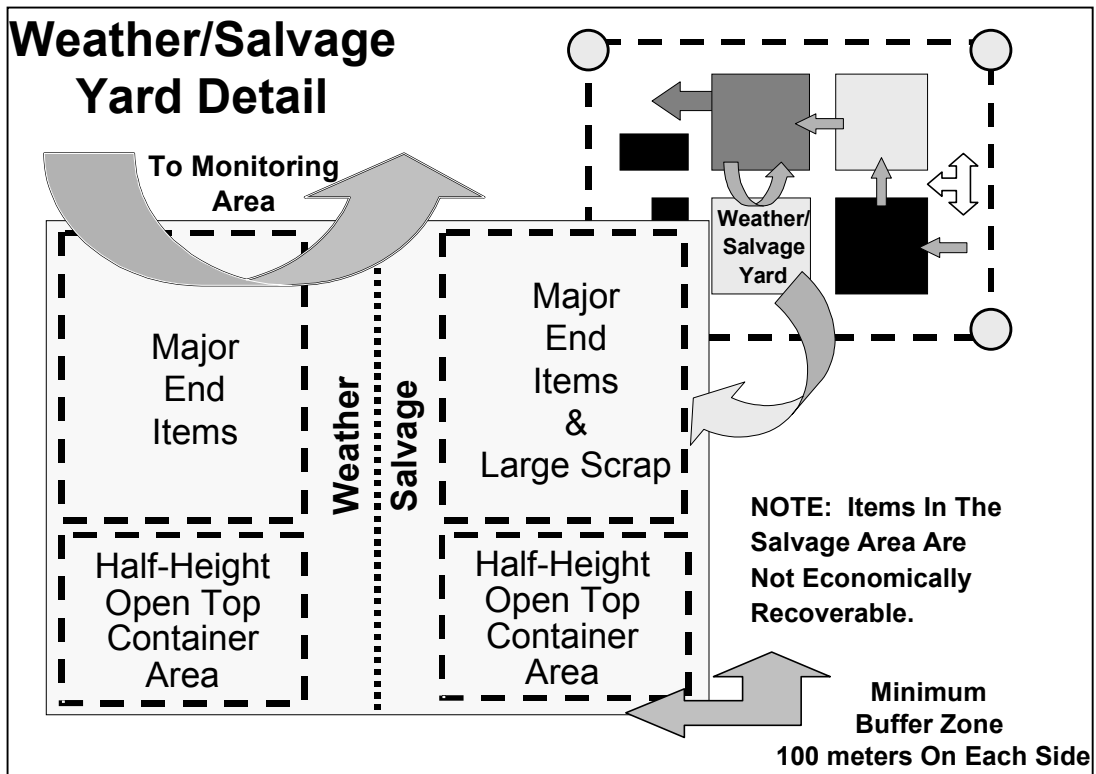 Weather/Salvage
Yard Detail
To Monitoring
Area
Weather/
Salvage
Yard
Major
End
Items
Weather
Salvage
Major
End
Items
&
Large Scrap
Half-Height
Open Top
Container
Area
Half-Height
Open Top
Container
Area
NOTE: Items In The
Salvage Area Are
Not Economically
Recoverable.
Minimum
Buffer Zone
100 meters On Each Side